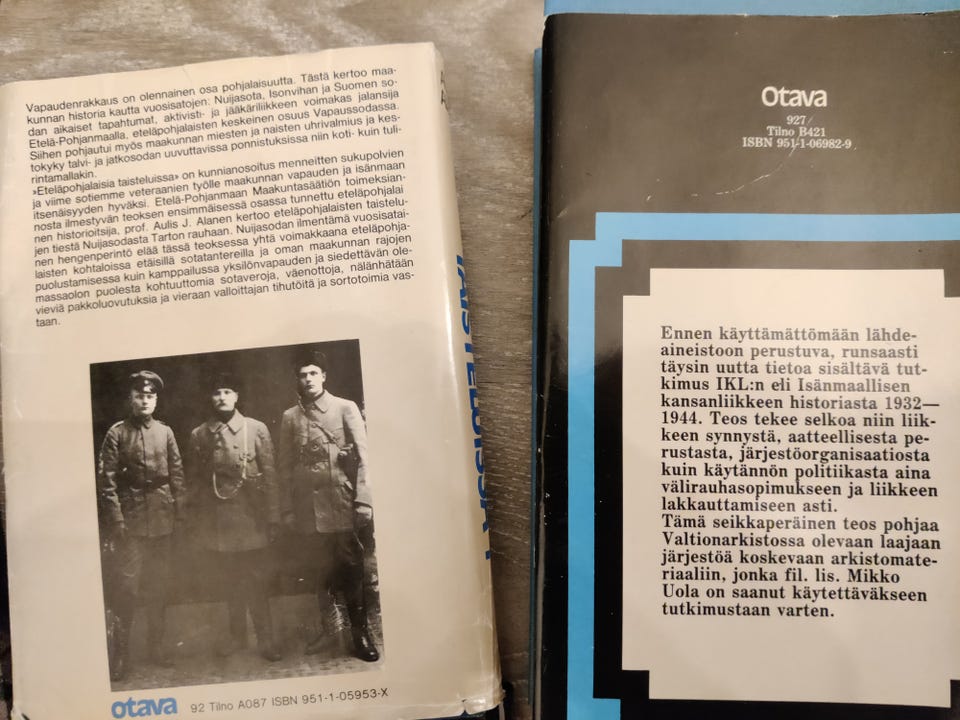 Vapaudenrakkaus on olennainen osa pohjalaisuutta. Tästä kertoo maa-
kunnan historia kautta vuosisatojen: Nuijasota, Isonvihan ja Suomen so-
dan aikaiset tapahtumat, aktivisti- ja jääkäriliikkeen voimakas jalansija
Etelä-Pohjanmaalla, eteläpohjalaisten keskeinen osuus Vapaussodassa.
Siihen pohjautui myös maakunnan miesten ja naisten uhrivalmius ja kes-
tokyky talvi- ja jatkosodan uuvuttavissa ponnistuksissa niin koti- kuin tuli-
rintamallakin.
»Eteläpohjalaisia taisteluissa» on kunnianosoitus menneitten sukupolvien
ja viime sotiemme veteraanien työlle maakunnan vapauden ja isänmaan
itsenäisyyden hyväksi. Etelä-Pohjanmaan Maakuntasäätiön toimeksian-
nosta ilmestyvän teoksen ensimmäisessä osassa tunnettu eteläpohjalai
nen historioitsija, prof. Aulis J. Alanen kertoo eteläpohjalaisten taistelu-
jen tiestä Nuijasodasta Tarton rauhaan. Nuijasodan ilmentämä vuosisatai-
nen hengenperintö elää tässä teoksessa yhtä voimakkaana eteläpohja-
laisten kohtaloissa etäisillä sotatantereilla ja oman maakunnan rajojen
puolustamisessa kuin kamppailussa yksilönvapauden ja siedettävän ole-
massaolon puolesta kohtuuttomia sotaveroja, väenottoja, nälänhätään
vieviä pakkoluovutuksia ja vieraan valloittajan tihutöitä ja sortotoimia vas-
taan.
otava 92 Tilno A087 ISBN 951-1-05953-X
TAISTELUISSA I
Otava
927
Tilno B421
ISBN 951-1-06982-9
Ennen käyttämättömään lähde-
aineistoon perustuva, runsaasti
täysin uutta tietoa sisältävä tut-
kimus IKL:n eli Isänmaallisen
kansanliikkeen historiasta 1932—
1944. Teos tekee selkoa niin liik-
keen synnystä, aatteellisesta pe-
rustasta, järjestöorganisaatiosta
kuin käytännön politiikasta aina
välirauhasopimukseen ja liikkeen
lakkauttamiseen asti.
Tämä seikkaperäinen teos pohjaa
Valtionarkistossa olevaan laajaan
järjestöä koskevaan arkistomate-
riaaliin, jonka fil. lis. Mikko
Uola on saanut käytettäväkseen
tutkimustaan varten.